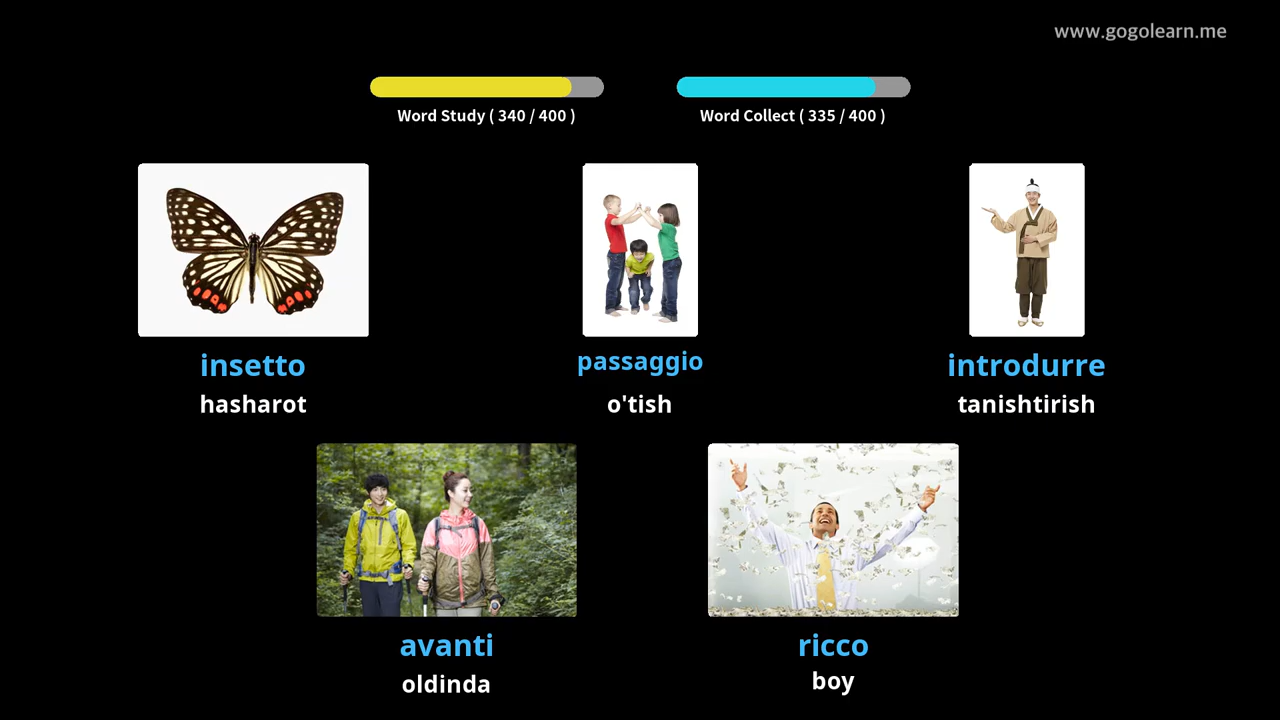 www.gogolearn.me
Word Study ( 340 / 400 )
Word Collect ( 335 / 400 )
insetto
hasharot
passaggio
o'tish
introdurre
tanishtirish
avanti
oldinda
ricco
boy